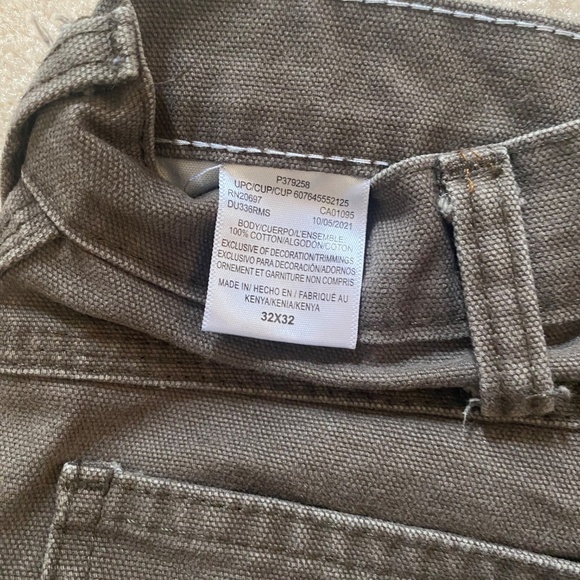 P379258
UPC/CUP/CUP 607645552125
RN20697 CA01095
DU336RMS 10/05/2021
BODY/CUERPO/L'ENSEMBLE
100% COTTON/ALGODÓN/COTON
EXCLUSIVE OF DECORATION/TRIMMINGS
EXCLUSIVO PARA DECORACIÓN/ADORNOS
ORNEMENT ET GARNITURE NON COMPRIS
MADE IN/ HECHO EN / FABRIQUÉ AU
KENYA/KENIA/KENYA
32X32